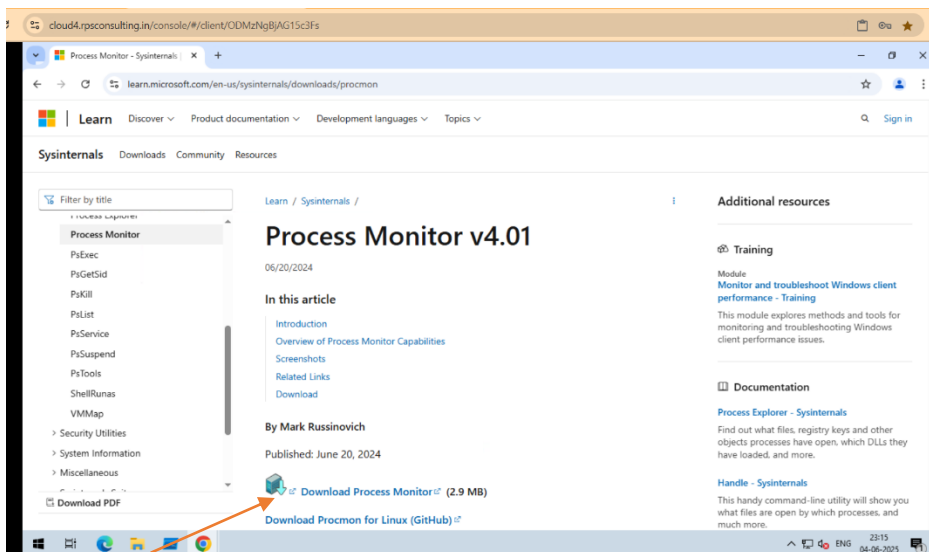 cloud4.rpsconsulting.in/console/#/client/ODMzNgBjAG15c3Fs
Process Monitor - Sysinternals |
learn.microsoft.com/en-us/sysinternals/downloads/procmon
Learn Discover Product documentation Development languages Topics Sign in
Sysinternals Downloads Community Resources
Filter by title
Process Explorer
Process Monitor
PsExec
PsGetSid
PsKill
PsList
PsService
PsSuspend
PsTools
ShellRunas
VMMap
> Security Utilities
> System Information
> Miscellaneous
Download PDF
Learn / Sysinternals /
Process Monitor v4.01
06/20/2024
In this article
Introduction
Overview of Process Monitor Capabilities
Screenshots
Related Links
Download
By Mark Russinovich
Published: June 20, 2024
Download Process Monitor (2.9 MB)
Download Procmon for Linux (GitHub)
Additional resources
Training
Module
Monitor and troubleshoot Windows client
performance - Training
This module explores methods and tools for
monitoring and troubleshooting Windows
client performance issues.
Documentation
Process Explorer - Sysinternals
Find out what files, registry keys and other
objects processes have open, which DLLs they
have loaded, and more.
Handle - Sysinternals
This handy command-line utility will show you
what files are open by which processes, and
much more.
ENG
23:15
04-06-2025